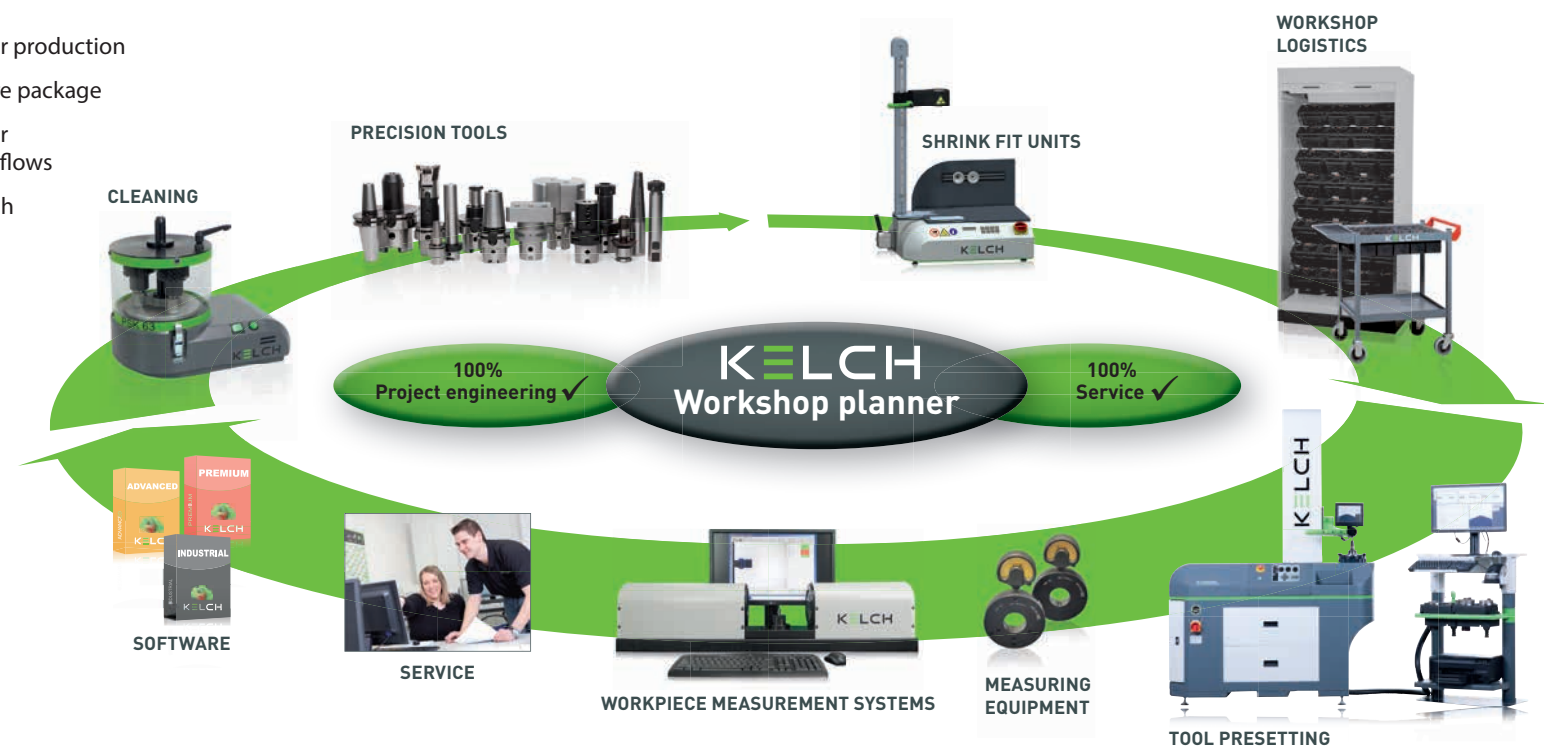 r production
e package
r
flows
h
WORKSHOP
LOGISTICS
PRECISION TOOLS
SHRINK FIT UNITS
CLEANING
KELCH
KELCH
KELCH
100%
Project engineering ✓
KELCH
Workshop planner
100%
Service ✓
ADVANCED
PREMIUM
KELCH
INDUSTRIAL
KELCH
SOFTWARE
SERVICE
KELCH
WORKPIECE MEASUREMENT SYSTEMS
MEASURING
EQUIPMENT
KELCH
TOOL PRESETTING